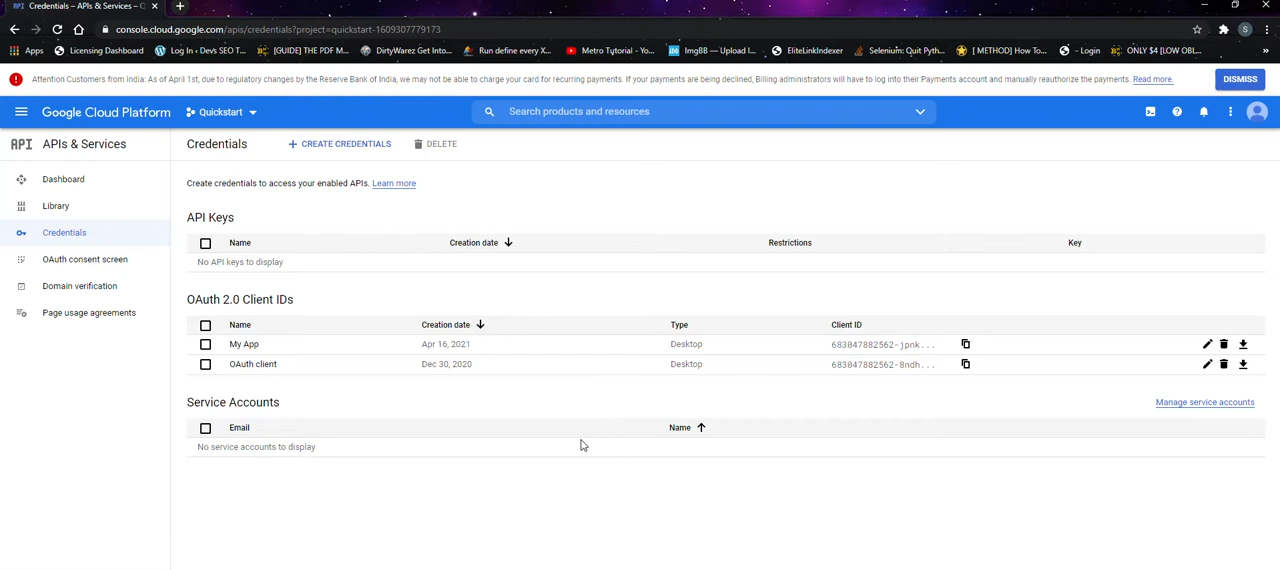 Credentials – APIs & Services – C
console.cloud.google.com/apis/credentials?project=quickstart-1609307779173
Apps Licensing Dashboard Log In ‹ Dev's SEO T... [GUIDE] THE PDF M... DirtyWarez Get Into... Run define every X... Metro Tutorial - Yo... ImgBB — Upload I... EliteLinkIndexer Selenium: Quit Pyth... [ METHOD] How To... - Login ONLY $4 [LOW OBL... »
Attention Customers from India: As of April 1st, due to regulatory changes by the Reserve Bank of India, we may not be able to charge your card for recurring payments. If your payments are being declined, Billing administrators will have to log into their Payments account and manually reauthorize the payments. Read more. DISMISS
Google Cloud Platform Quickstart Search products and resources
API APIs & Services Credentials CREATE CREDENTIALS DELETE
Dashboard
Library
Credentials
OAuth consent screen
Domain verification
Page usage agreements
Create credentials to access your enabled APIs. Learn more
API Keys
Name Creation date Restrictions Key
No API keys to display
OAuth 2.0 Client IDs
Name Creation date Type Client ID
My App Apr 16, 2021 Desktop 683047882562-jpnk...
OAuth client Dec 30, 2020 Desktop 683047882562-8ndh...
Service Accounts Manage service accounts
Email Name
No service accounts to display